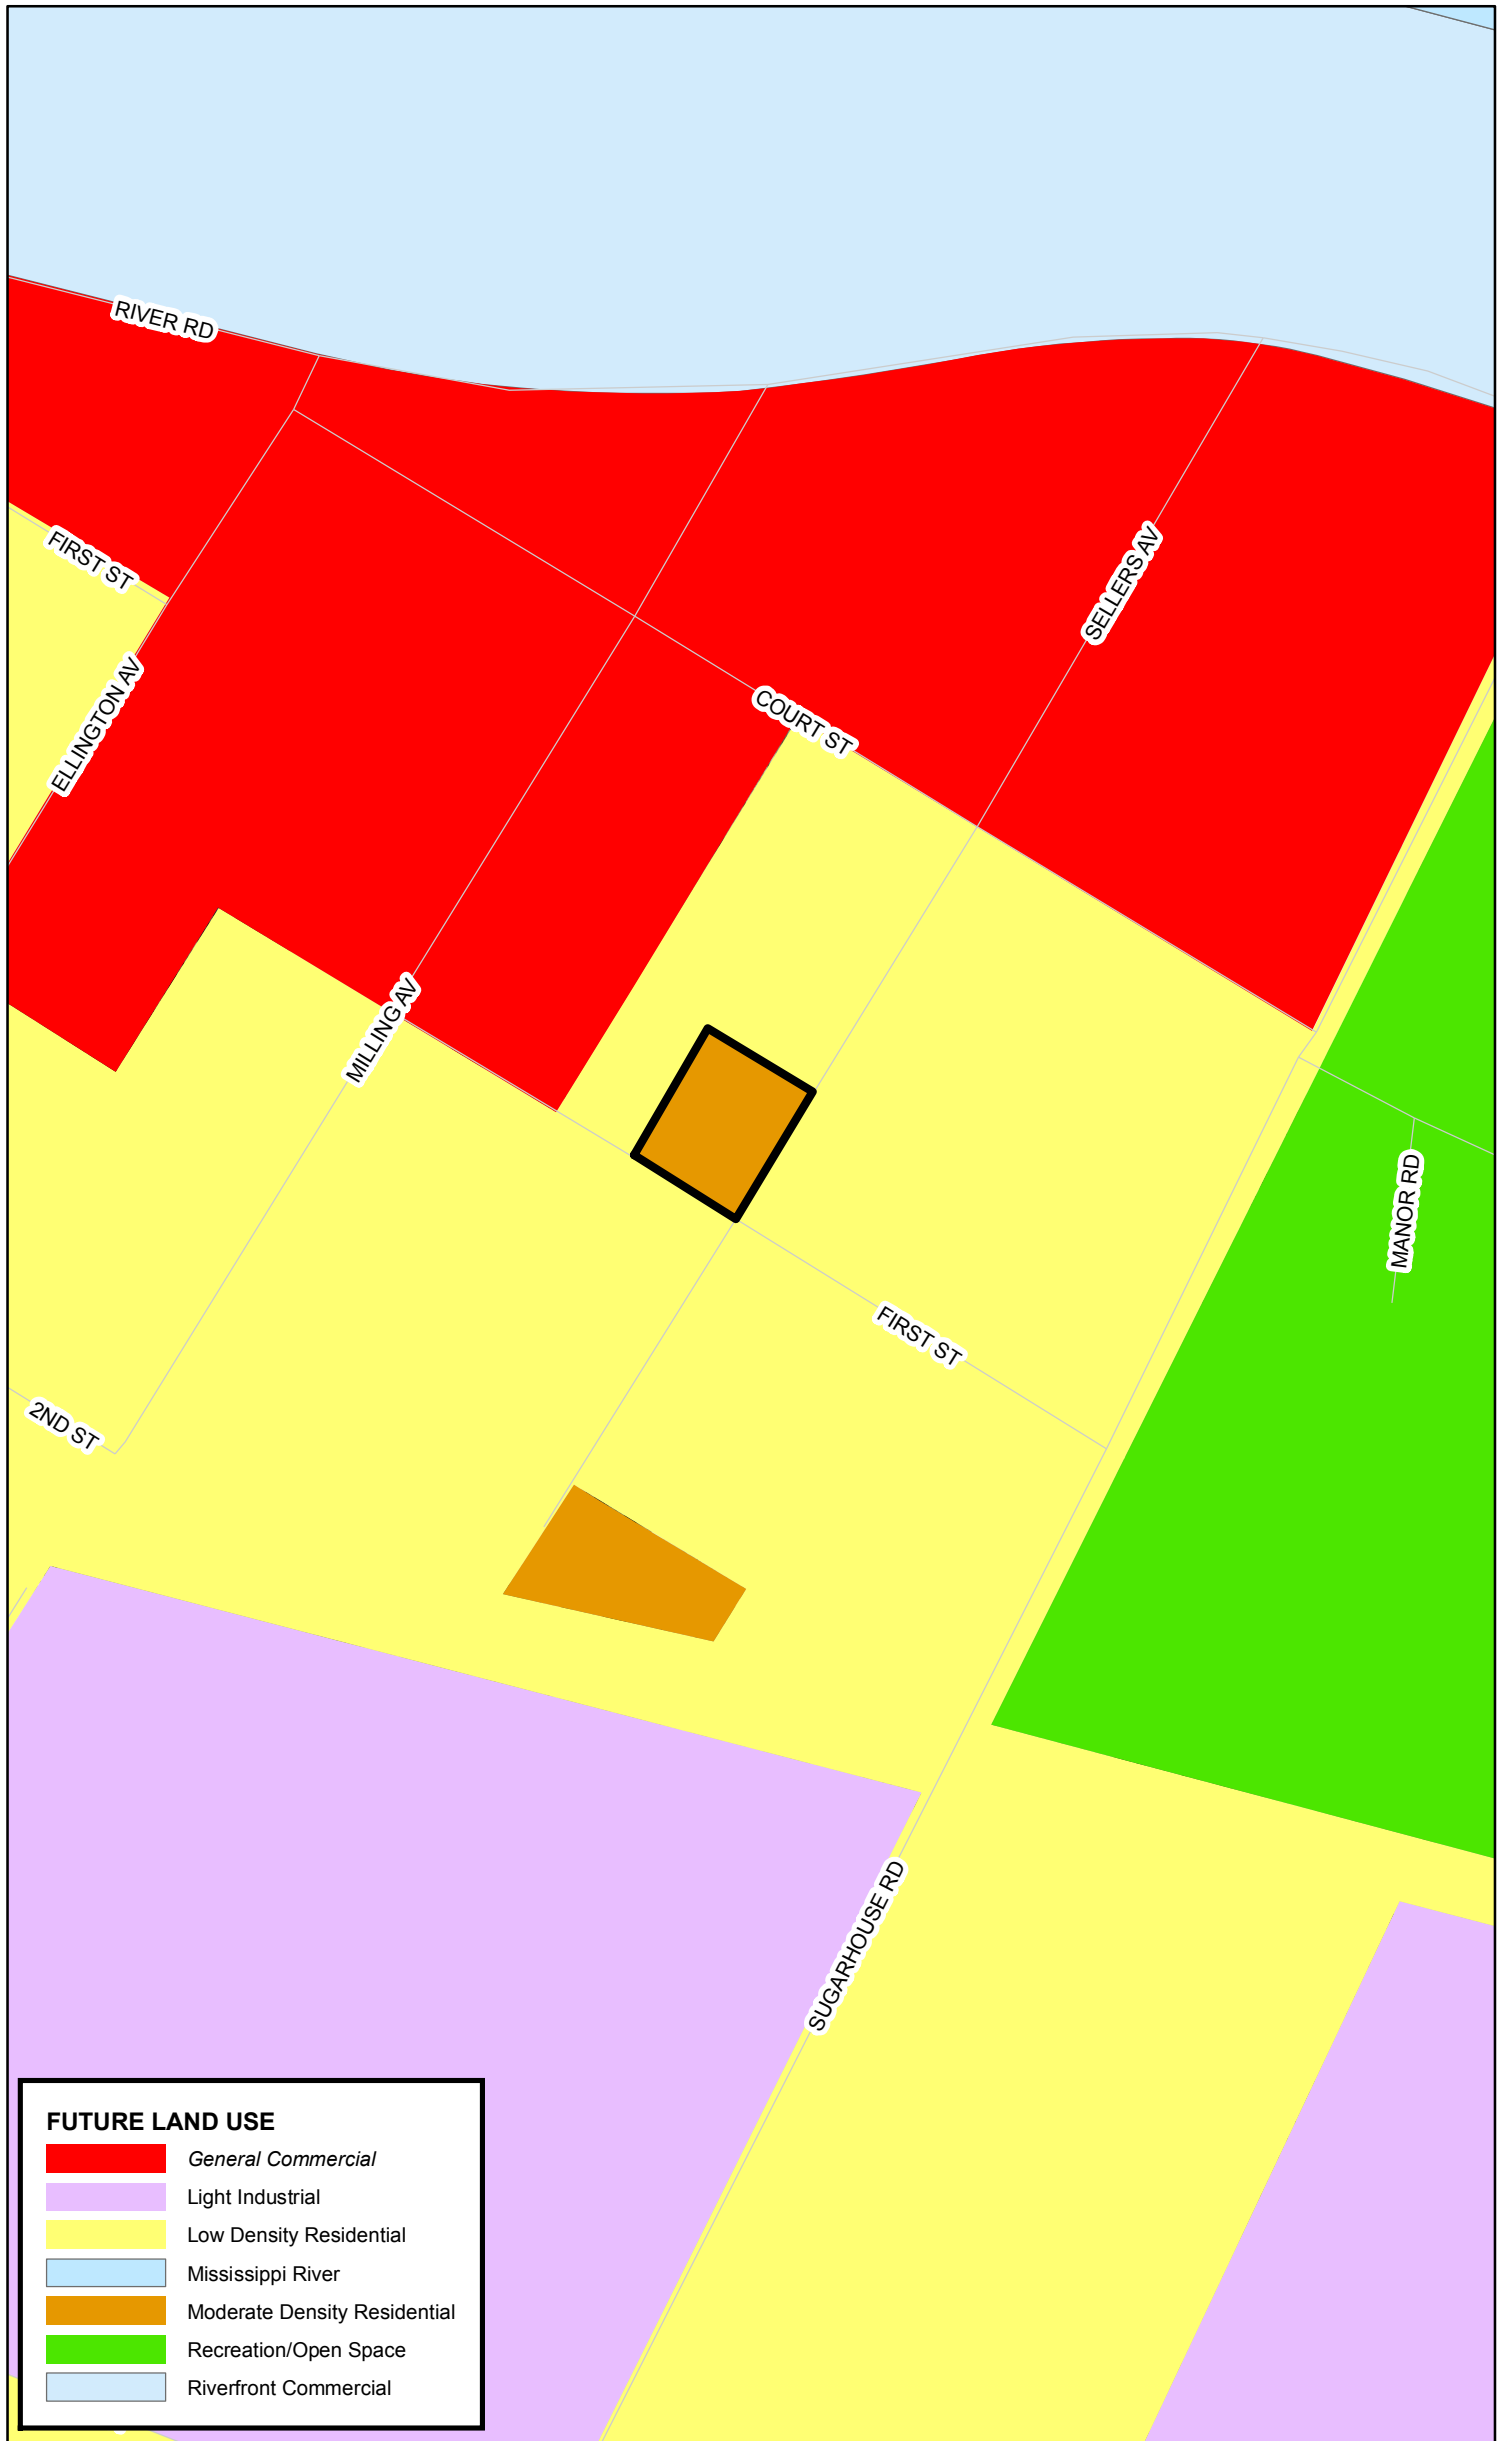 RIVER RD
FIRST ST
SELLERS AV
ELLINGTON AV
COURT ST
MILLING AV
MANOR RD
FIRST ST
2ND ST
SUGARHOUSE RD
FUTURE LAND USE
General Commercial
Light Industrial
Low Density Residential
Mississippi River
Moderate Density Residential
Recreation/Open Space
Riverfront Commercial